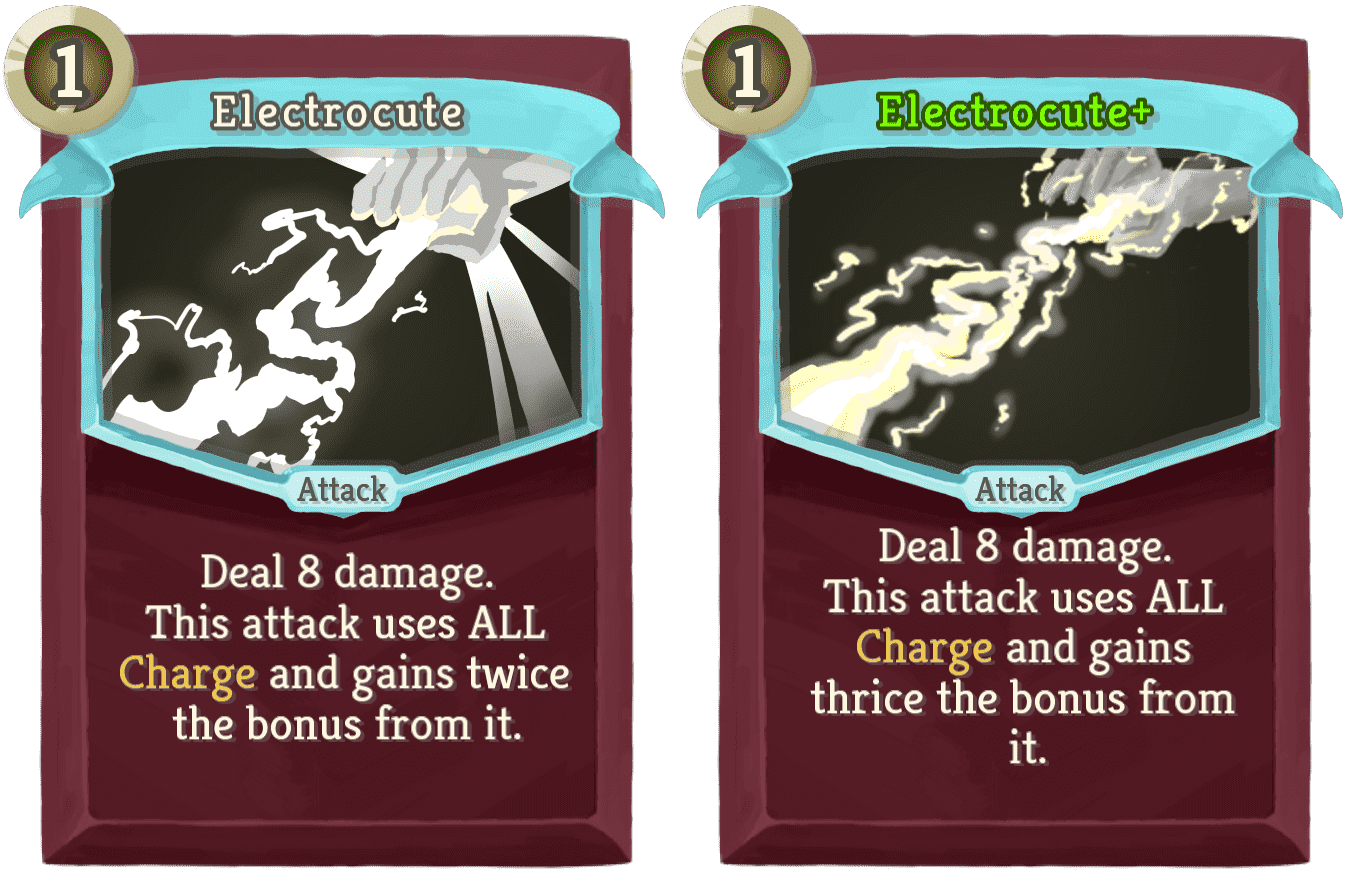 1
Electrocute
Attack
Deal 8 damage.
This attack uses ALL
Charge and gains twice
the bonus from it.
1
Electrocute+
Attack
Deal 8 damage.
This attack uses ALL
Charge and gains
thrice the bonus from
it.